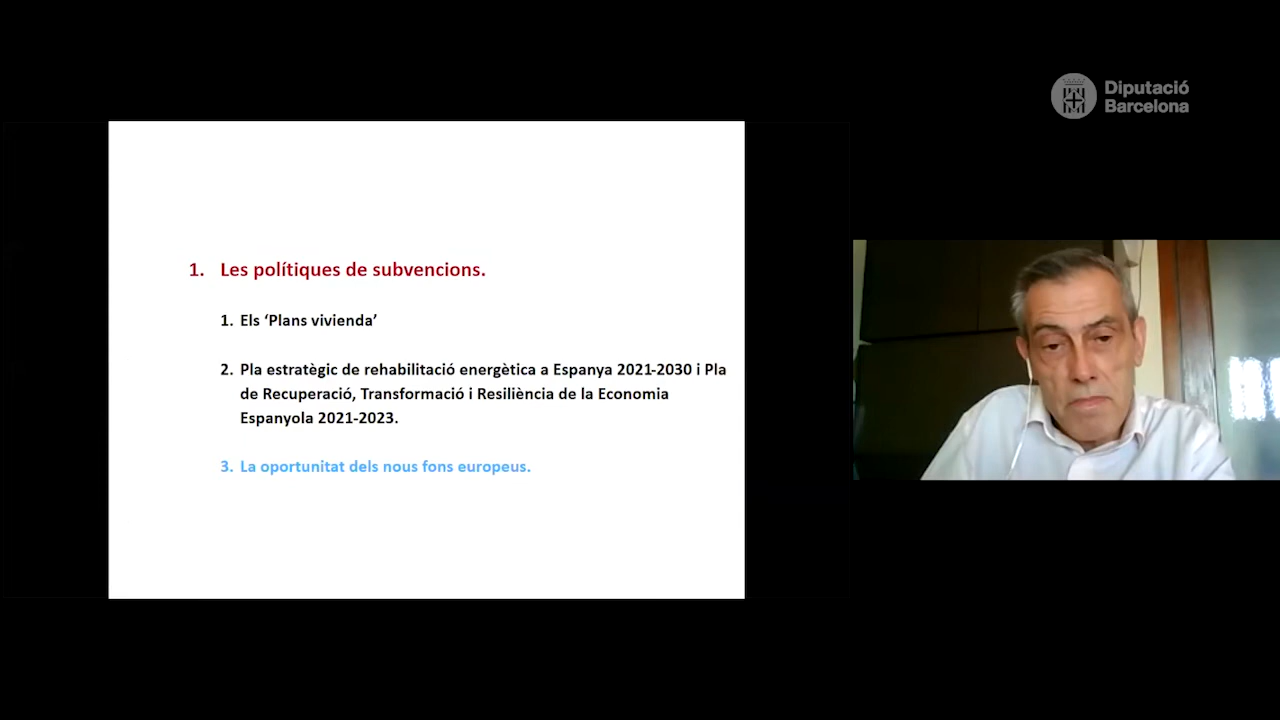 Diputació
Barcelona
1. Les polítiques de subvencions.
1. Els ‘Plans vivienda’
2. Pla estratègic de rehabilitació energètica a Espanya 2021-2030 i Pla
de Recuperació, Transformació i Resiliència de la Economia
Espanyola 2021-2023.
3. La oportunitat dels nous fons europeus.